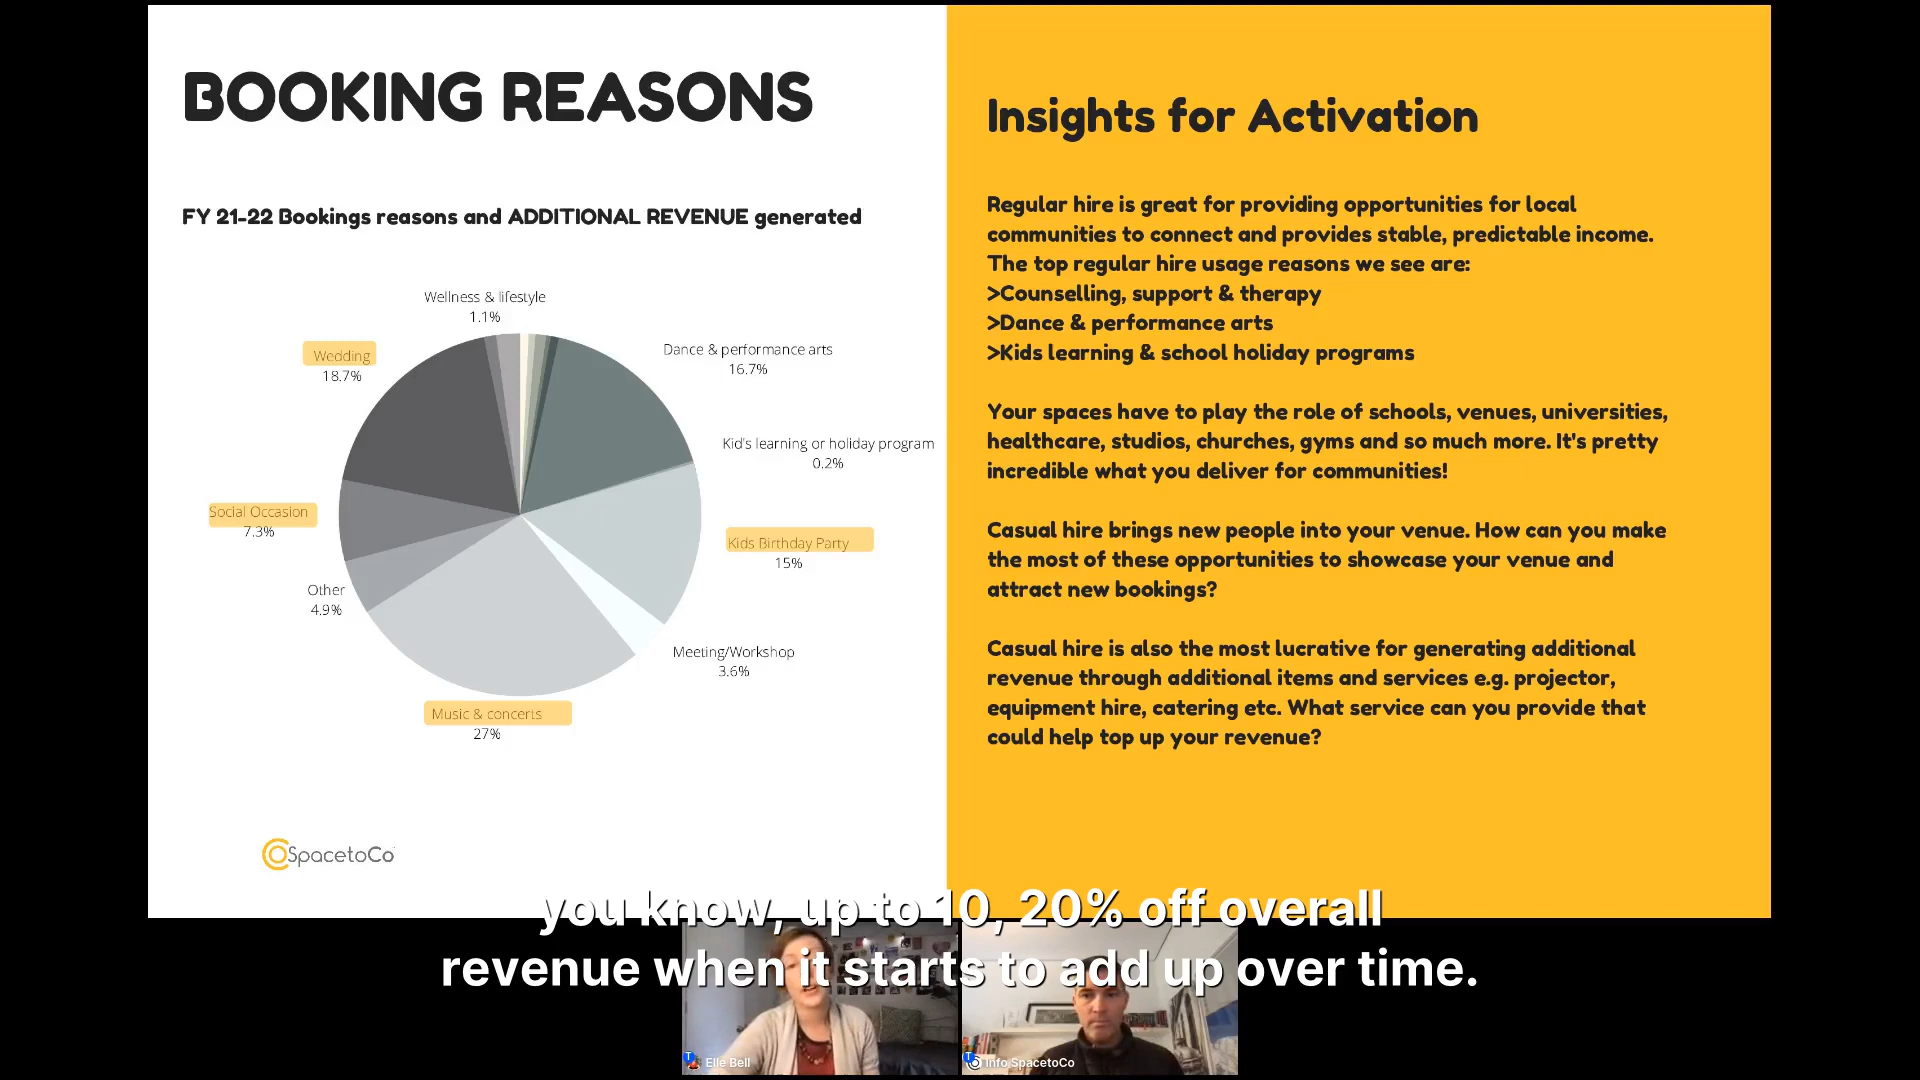 BOOKING REASONS
FY 21-22 Bookings reasons and ADDITIONAL REVENUE generated
Wellness & lifestyle
1.1%
Wedding
18.7%
Dance & performance arts
16.7%
Kid's learning or holiday program
0.2%
Social Occasion
7.3%
Kids Birthday Party
15%
Other
4.9%
Meeting/Workshop
3.6%
Music & concerts
27%
SpacetoCo
Insights for Activation
Regular hire is great for providing opportunities for local
communities to connect and provides stable, predictable income.
The top regular hire usage reasons we see are:
>Counselling, support & therapy
>Dance & performance arts
>Kids learning & school holiday programs
Your spaces have to play the role of schools, venues, universities,
healthcare, studios, churches, gyms and so much more. It's pretty
incredible what you deliver for communities!
Casual hire brings new people into your venue. How can you make
the most of these opportunities to showcase your venue and
attract new bookings?
Casual hire is also the most lucrative for generating additional
revenue through additional items and services e.g. projector,
equipment hire, catering etc. What service can you provide that
could help top up your revenue?
you know, up to 10, 20% off overall
revenue when it starts to add up over time.
Elle Bell
info SpacetoCo